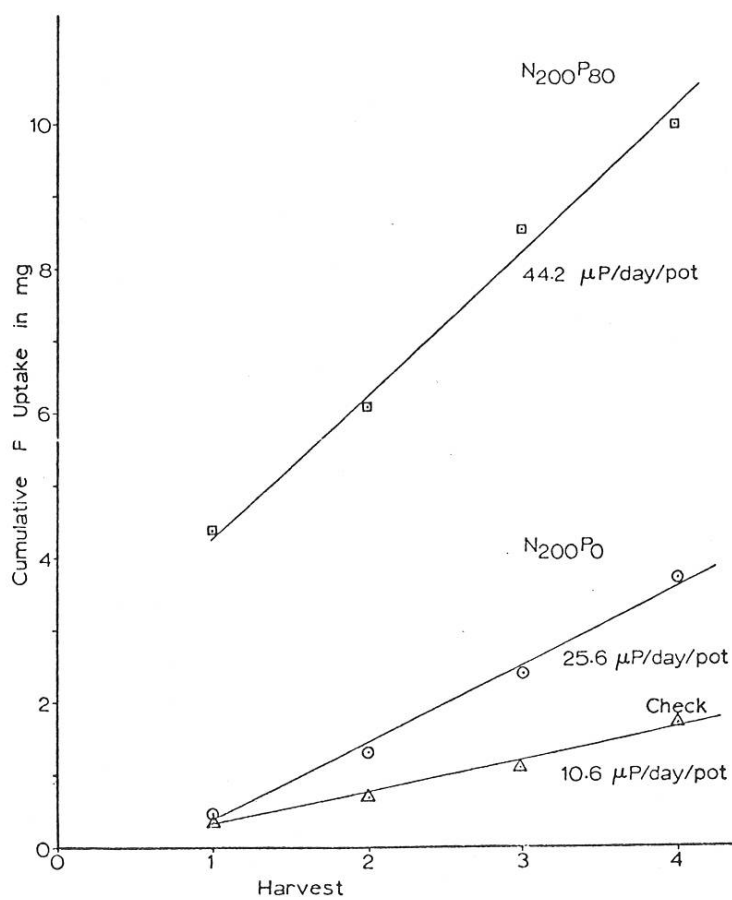 N200P80
10
8
44.2 µP/day/pot
6
Cumulative P Uptake in mg
4
N200P0
25.6 µP/day/pot
2
Check
10.6 µP/day/pot
0
0 1 2 3 4
Harvest